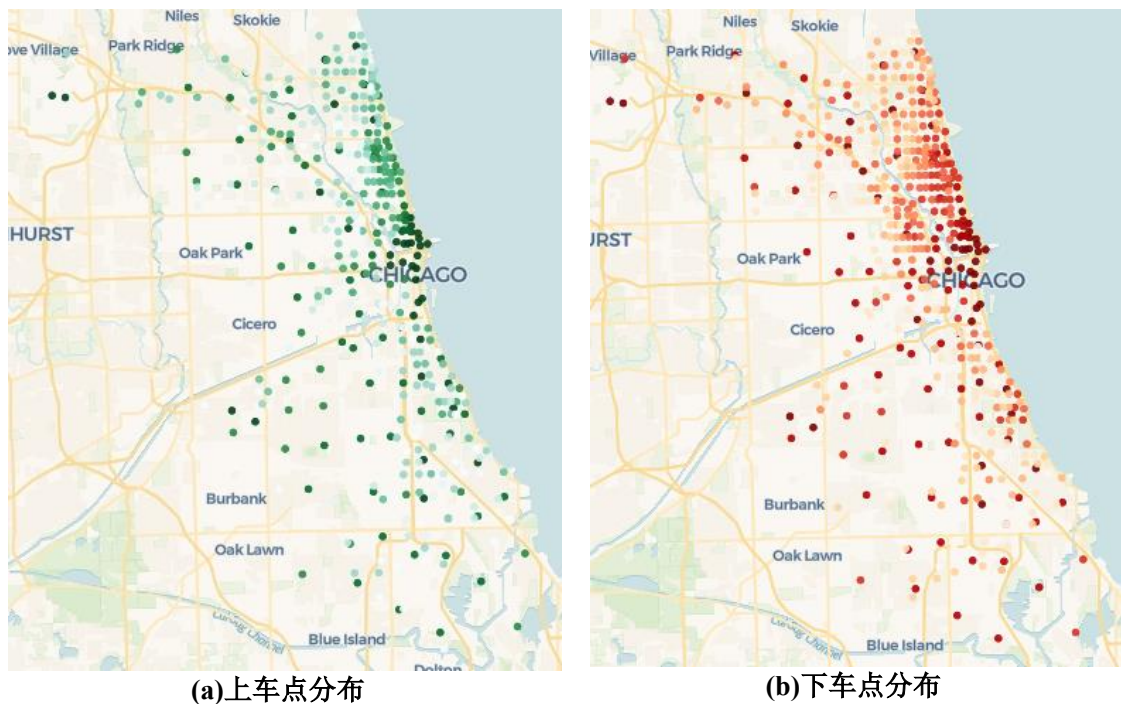 Niles
Skokie
ove Village
Park Ridge
HURST
Oak Park
CHICAGO
Cicero
Burbank
Oak Lawn
Blue Island
Dolton
(a)上车点分布
Niles
Skokie
Village
Park Ridge
URST
Oak Park
CHICAGO
Cicero
Burbank
Oak Lawn
Blue Island
(b)下车点分布